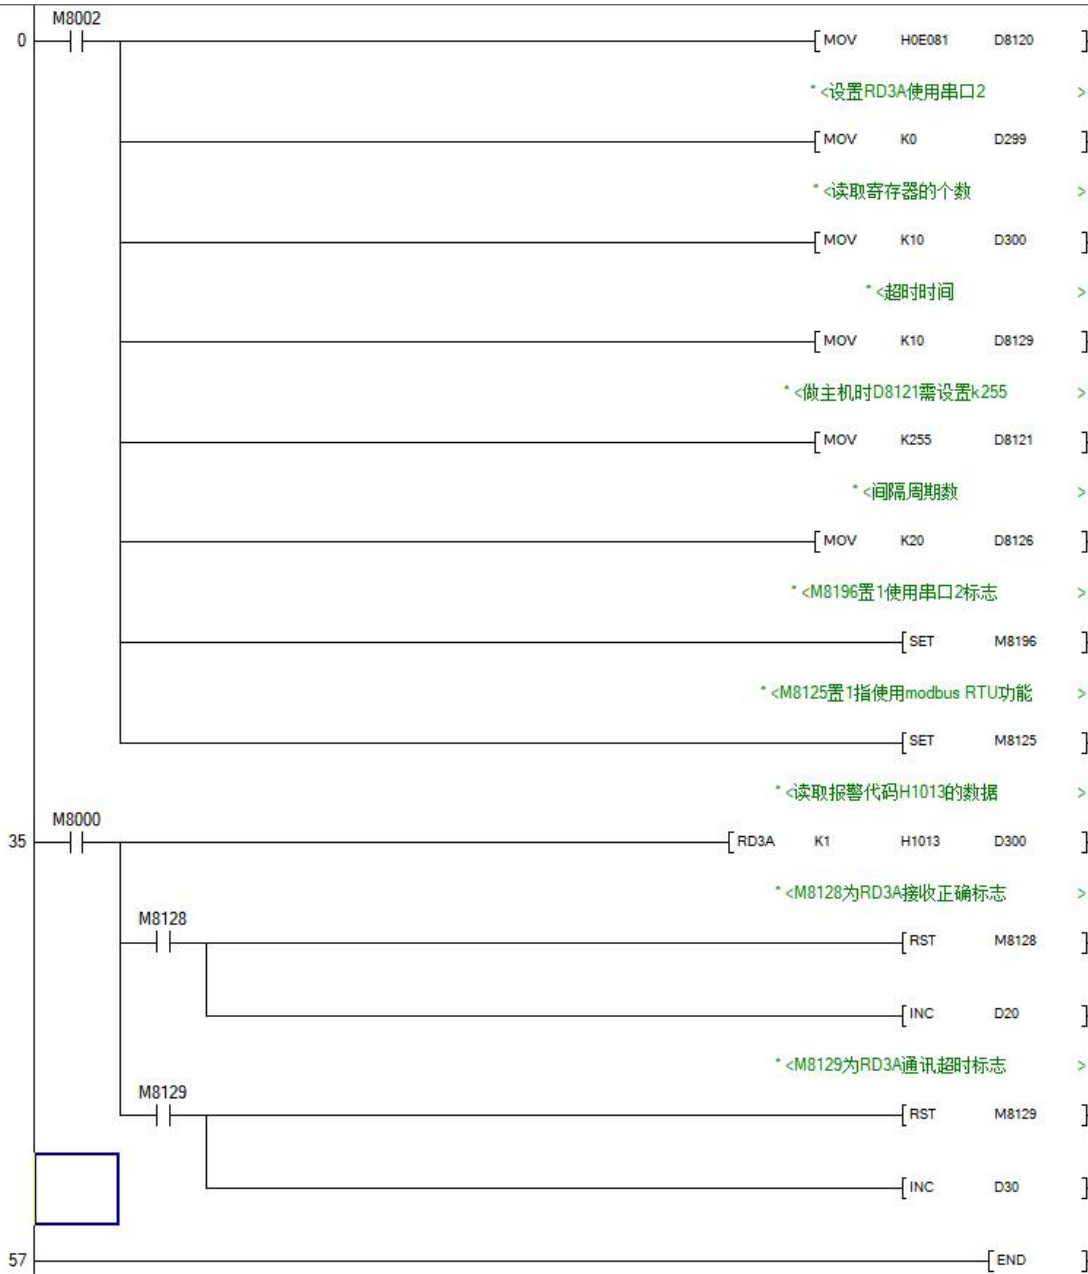 M8002
0
MOV H0E081 D8120
* <设置RD3A使用串口2 >
MOV K0 D299
* <读取寄存器的个数 >
MOV K10 D300
* <超时时间 >
MOV K10 D8129
* <做主机时D8121需设置k255 >
MOV K255 D8121
* <间隔周期数 >
MOV K20 D8126
* <M8196置1使用串口2标志 >
SET M8196
* <M8125置1指使用modbus RTU功能 >
SET M8125
* <读取报警代码H1013的数据 >
M8000
35
RD3A K1 H1013 D300
* <M8128为RD3A接收正确标志 >
M8128
RST M8128
INC D20
* <M8129为RD3A通讯超时标志 >
M8129
RST M8129
INC D30
57
END